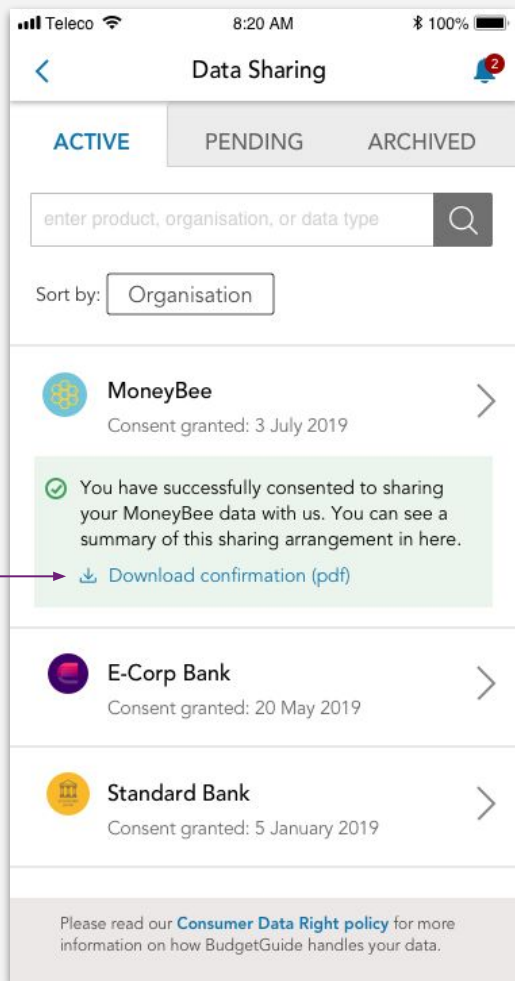 Teleco 8:20 AM 100%
Data Sharing 2
ACTIVE PENDING ARCHIVED
enter product, organisation, or data type
Sort by: Organisation
MoneyBee
Consent granted: 3 July 2019
You have successfully consented to sharing
your MoneyBee data with us. You can see a
summary of this sharing arrangement in here.
Download confirmation (pdf)
E-Corp Bank
Consent granted: 20 May 2019
Standard Bank
Consent granted: 5 January 2019
Please read our Consumer Data Right policy for more
information on how BudgetGuide handles your data.